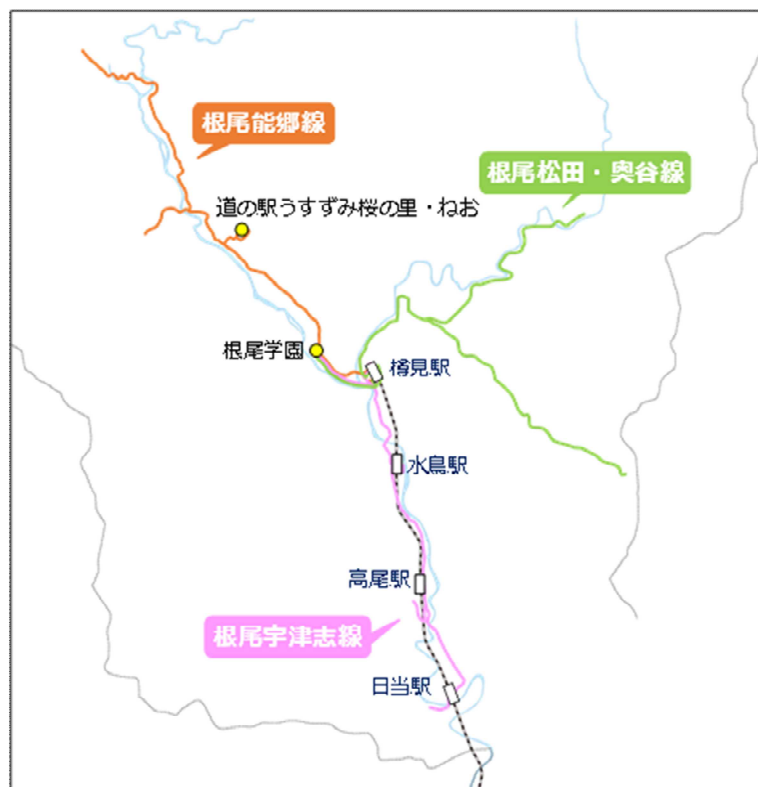 根尾能郷線
根尾松田・奥谷線
道の駅うすずみ桜の里・ねお
根尾学園
樽見駅
水鳥駅
高尾駅
根尾宇津志線
日当駅